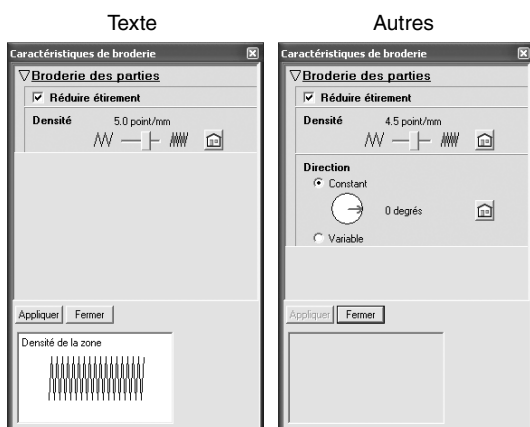 Texte
Caractéristiques de broderie
Broderie des parties
Réduire étirement
Densité 5.0 point/mm
Appliquer Fermer
Densité de la zone
Autres
Caractéristiques de broderie
Broderie des parties
Réduire étirement
Densité 4.5 point/mm
Direction
Constant
0 degrés
Variable
Appliquer Fermer